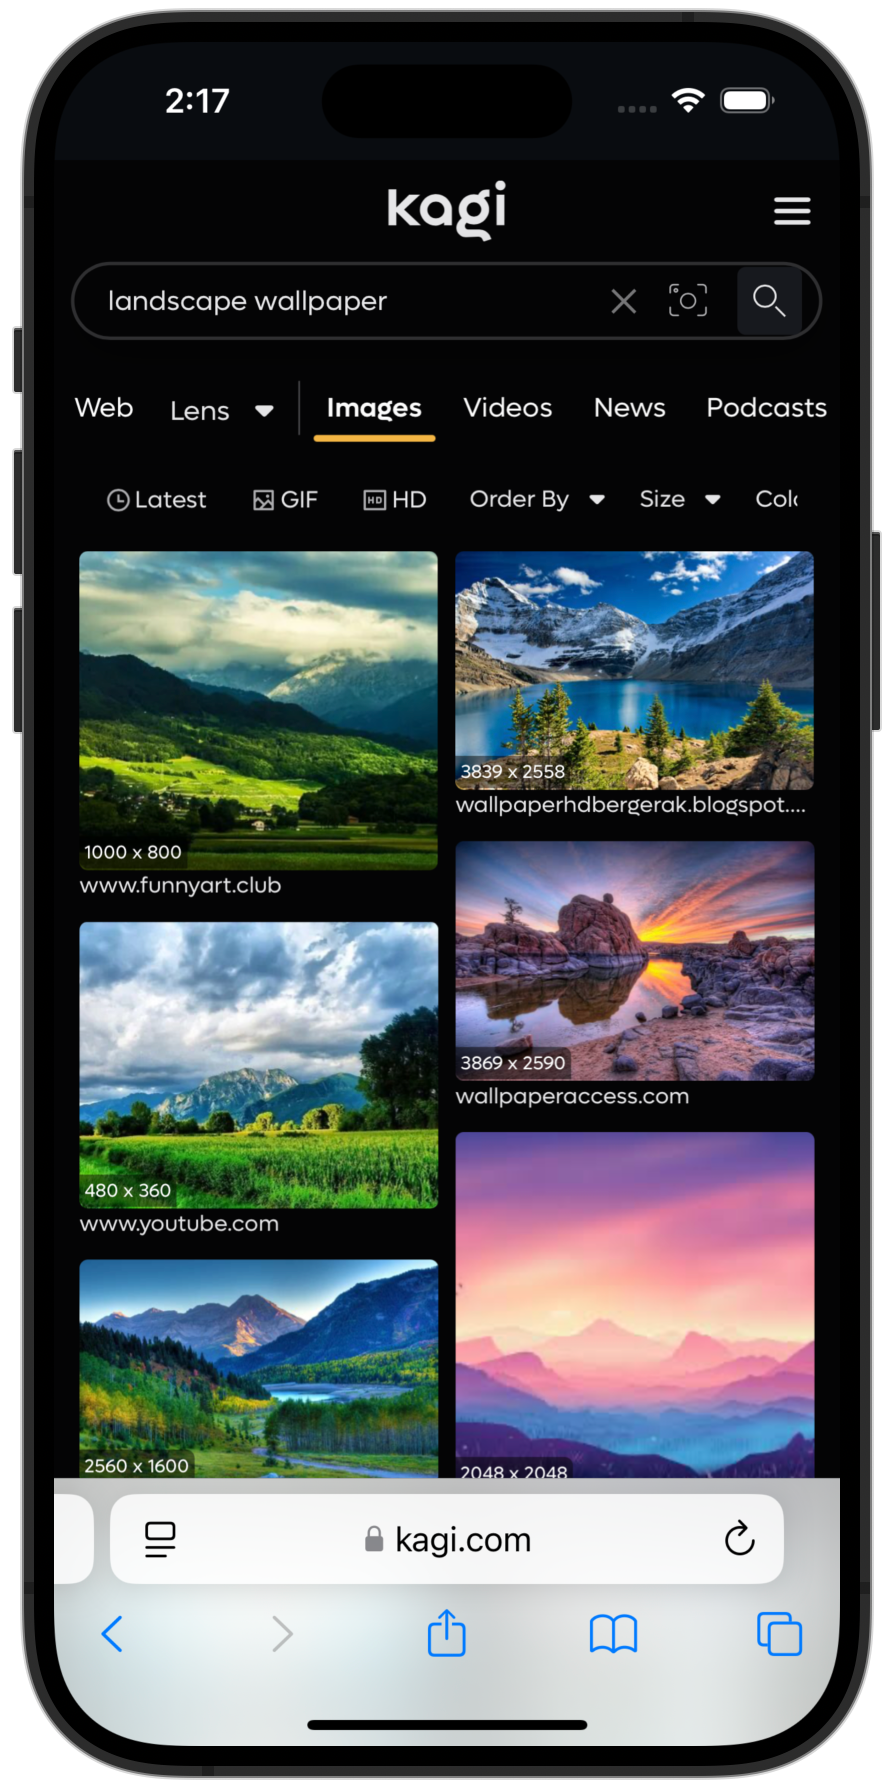 2:17
kagi
landscape wallpaper
Web Lens Images Videos News Podcasts
Latest GIF HD Order By Size Colo
1000 x 800
www.funnyart.club
3839 x 2558
wallpaperhdbergerak.blogspot....
480 x 360
www.youtube.com
3869 x 2590
wallpaperaccess.com
2560 x 1600
2048 x 2048
kagi.com